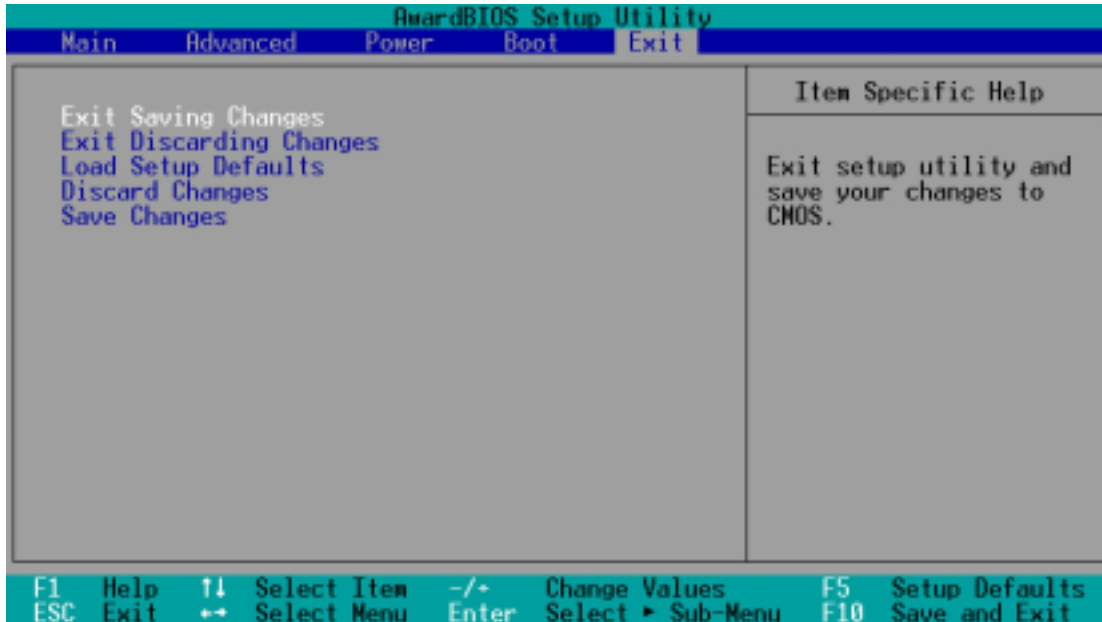 AwardBIOS Setup Utility
Main Advanced Power Boot Exit
Exit Saving Changes
Exit Discarding Changes
Load Setup Defaults
Discard Changes
Save Changes
Item Specific Help
Exit setup utility and
save your changes to
CMOS.
F1 Help ↑↓ Select Item -/+ Change Values F5 Setup Defaults
ESC Exit ←→ Select Menu Enter Select ► Sub-Menu F10 Save and Exit